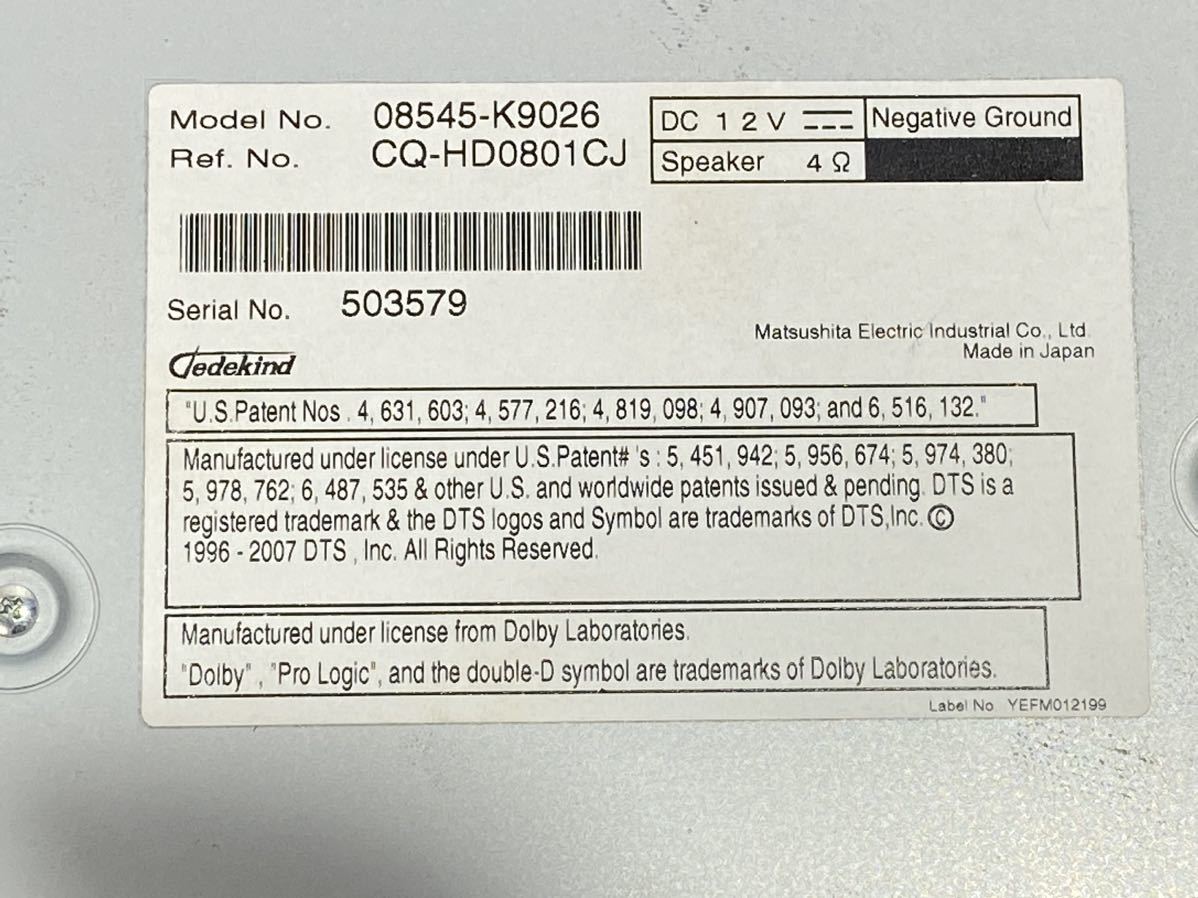 Model No. 08545-K9026
Ref. No. CQ-HD0801CJ
DC 12V Negative Ground
Speaker 4Ω
Serial No. 503579
Matsushita Electric Industrial Co., Ltd.
Made in Japan
Gedekind
"U.S.Patent Nos. 4, 631, 603; 4, 577, 216; 4, 819, 098; 4, 907, 093; and 6, 516, 132."
Manufactured under license under U.S.Patent# 's : 5, 451, 942; 5, 956, 674; 5, 974, 380;
5, 978, 762; 6, 487, 535 & other U.S. and worldwide patents issued & pending. DTS is a
registered trademark & the DTS logos and Symbol are trademarks of DTS,Inc. ©
1996 - 2007 DTS , Inc. All Rights Reserved.
Manufactured under license from Dolby Laboratories.
"Dolby" , "Pro Logic", and the double-D symbol are trademarks of Dolby Laboratories.
Label No YEFM012199